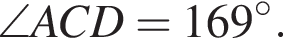 ∠ACD = 169°.